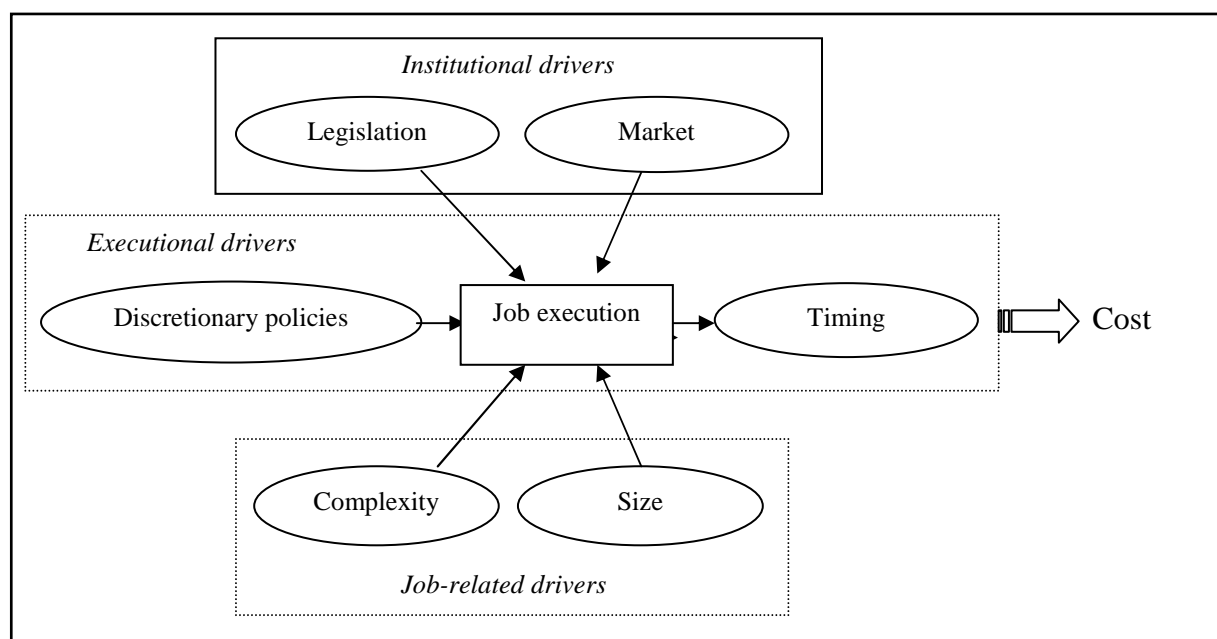 Institutional drivers
Legislation
Market
Executional drivers
Discretionary policies
Job execution
Timing
Cost
Complexity
Size
Job-related drivers